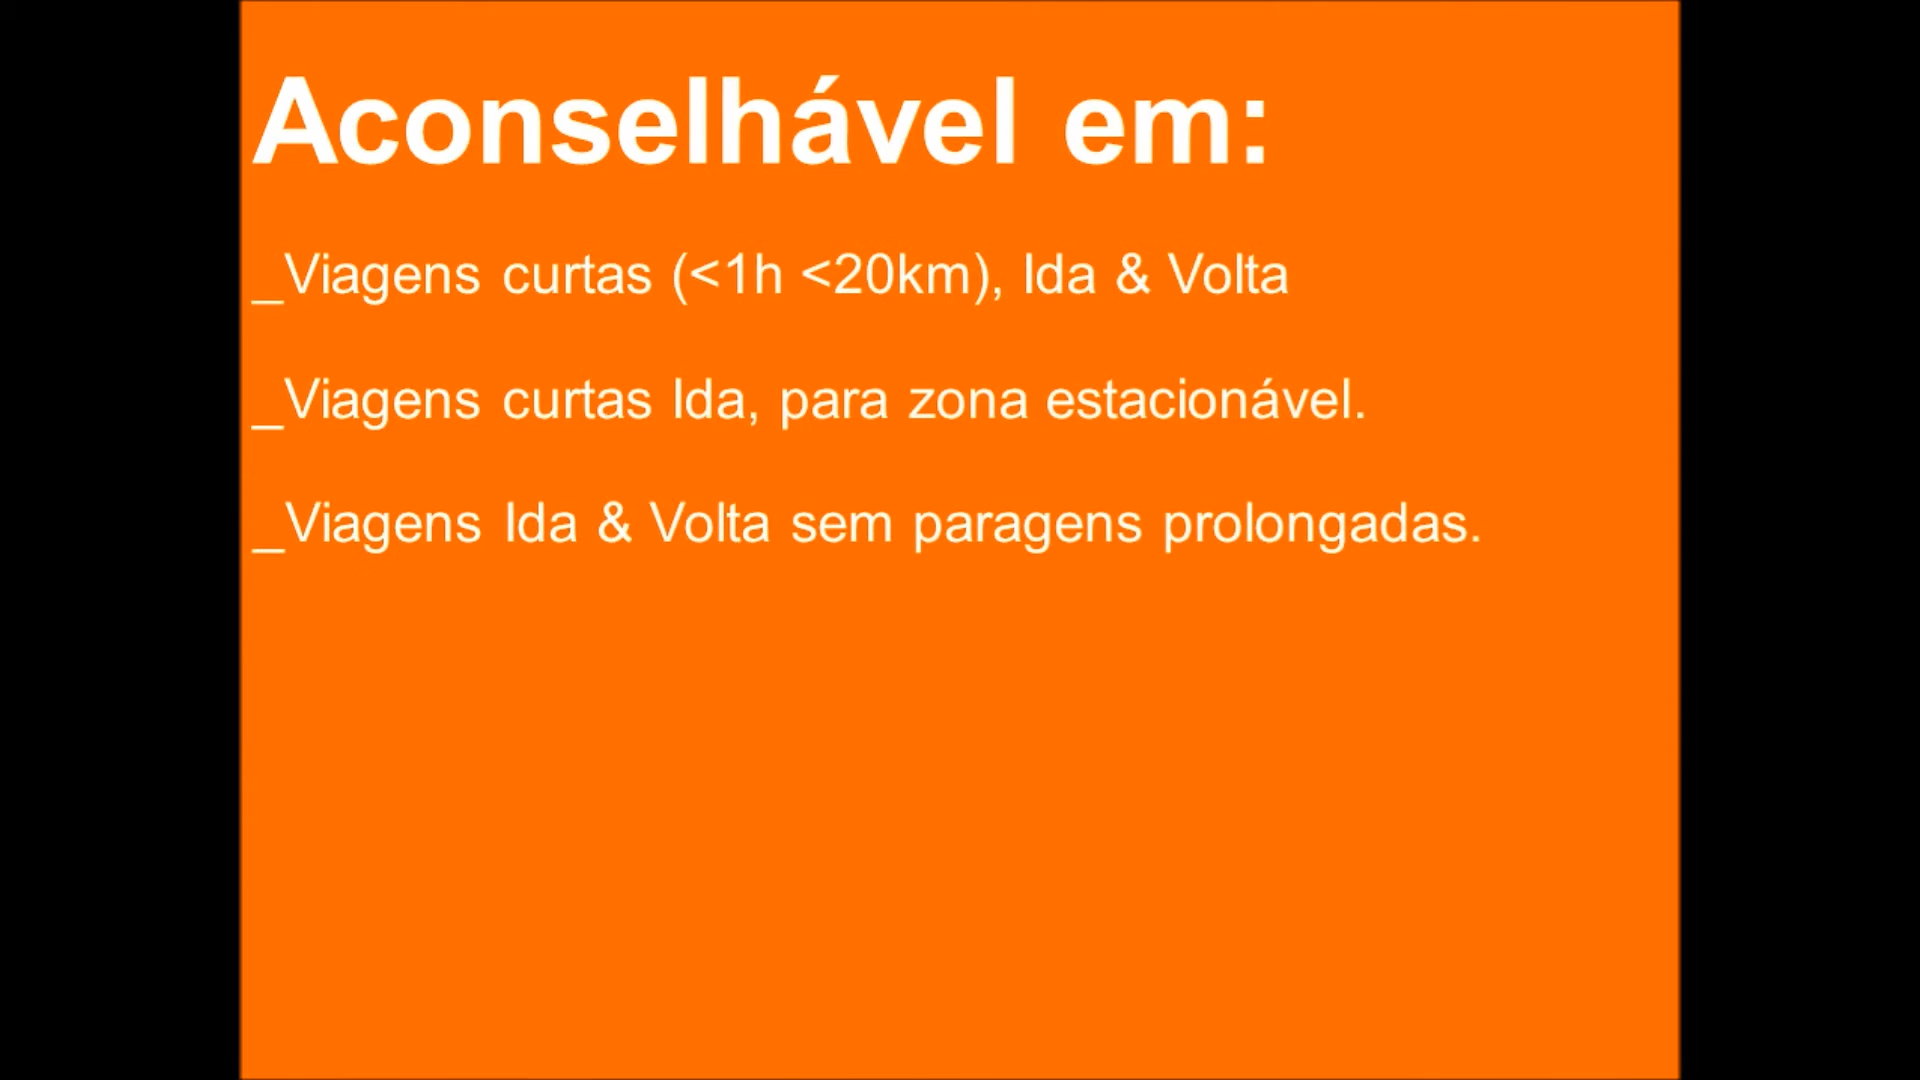 Aconselhável em:
_Viagens curtas (<1h <20km), Ida & Volta
_Viagens curtas Ida, para zona estacionável.
_Viagens Ida & Volta sem paragens prolongadas.